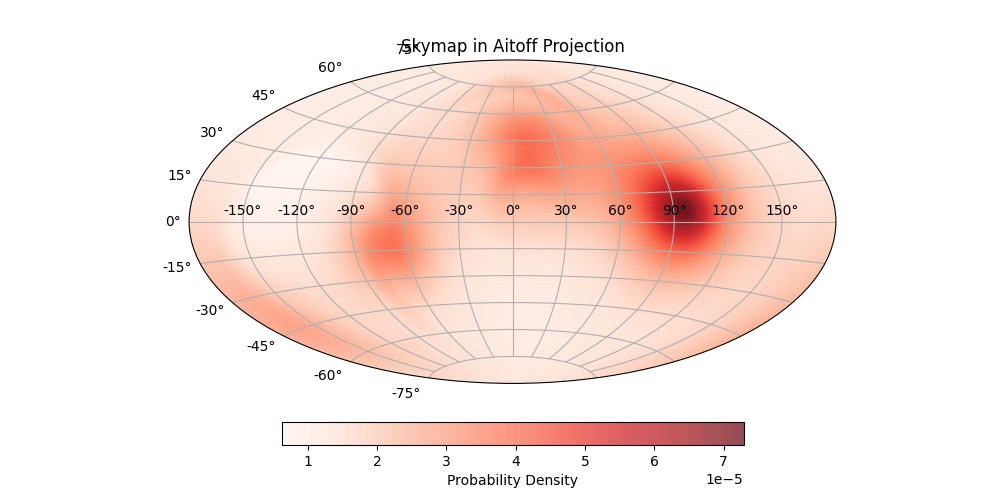 Skymap in Aitoff Projection
75°
60°
45°
30°
15°
-150° -120° -90° -60° -30° 0° 30° 60° 90° 120° 150°
0°
-15°
-30°
-45°
-60°
-75°
1 2 3 4 5 6 7
1e−5
Probability Density